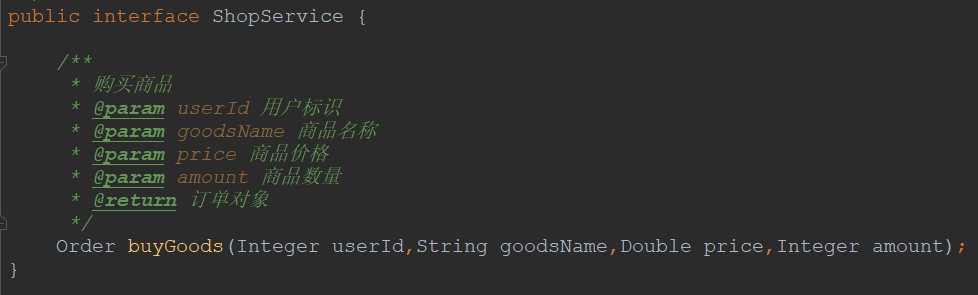 public interface ShopService {
/**
* 购买商品
* @param userId 用户标识
* @param goodsName 商品名称
* @param price 商品价格
* @param amount 商品数量
* @return 订单对象
*/
Order buyGoods(Integer userId,String goodsName,Double price,Integer amount);
}